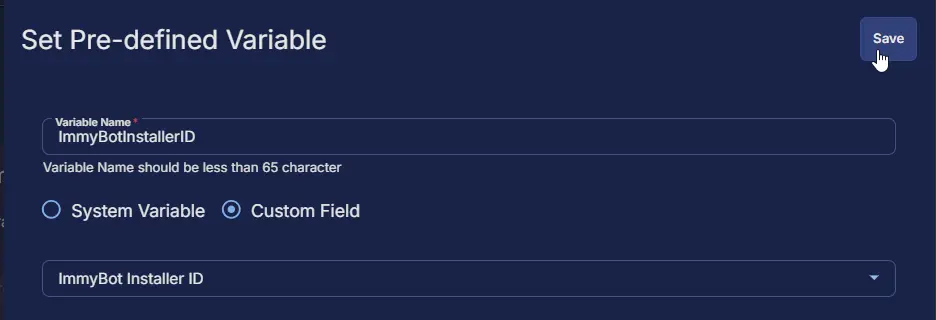 Set Pre-defined Variable
Save
Variable Name *
ImmyBotInstallerID
Variable Name should be less than 65 character
System Variable Custom Field
ImmyBot Installer ID